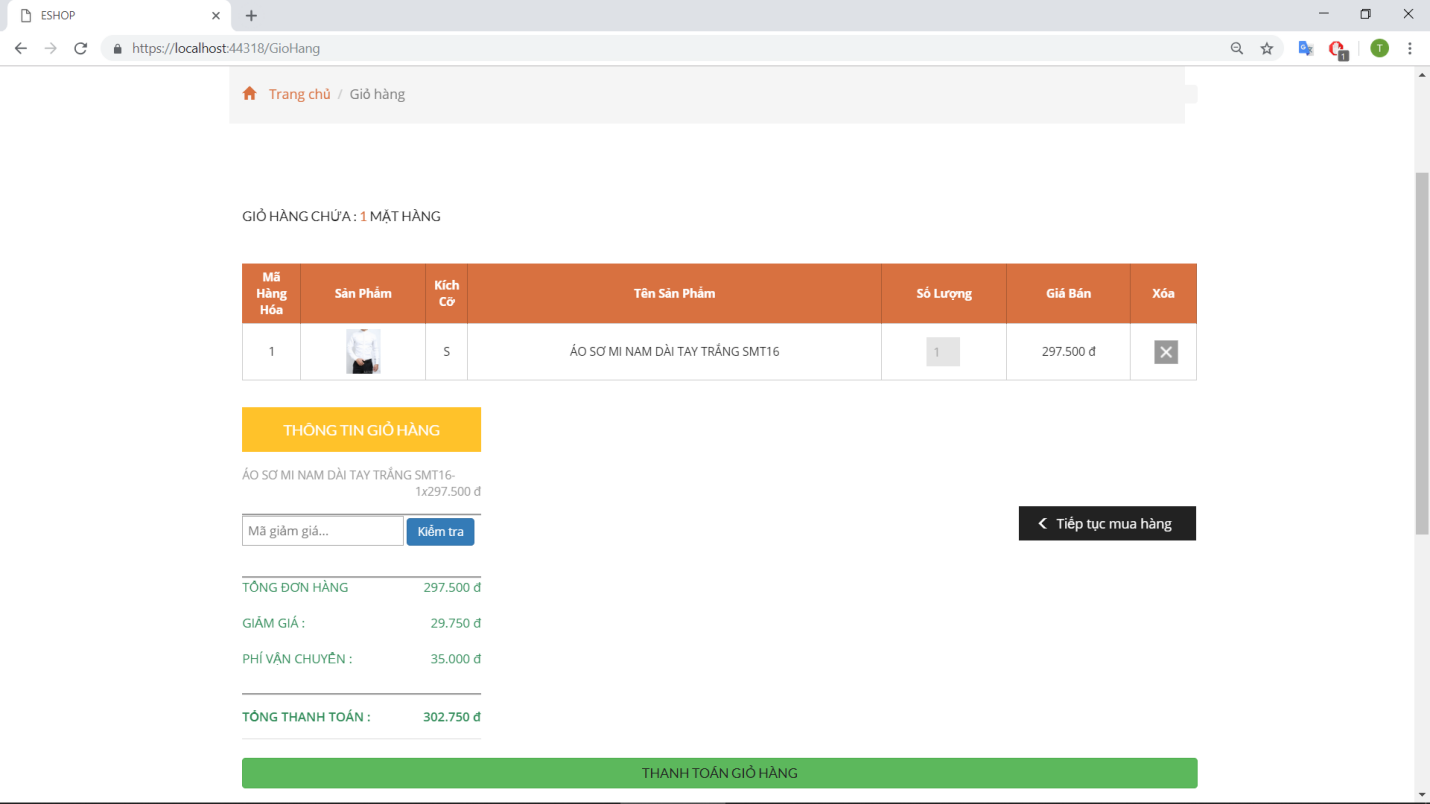 ESHOP
https://localhost:44318/GioHang
1
T
Trang chủ / Giỏ hàng
GIỎ HÀNG CHỨA : 1 MẶT HÀNG
Mã Hàng Hóa
Sản Phẩm
Kích Cỡ
Tên Sản Phẩm
Số Lượng
Giá Bán
Xóa
1
S
ÁO SƠ MI NAM DÀI TAY TRẮNG SMT16
1
297.500 đ
THÔNG TIN GIỎ HÀNG
ÁO SƠ MI NAM DÀI TAY TRẮNG SMT16-
1x297.500 đ
Mã giảm giá...
Kiểm tra
Tiếp tục mua hàng
TỔNG ĐƠN HÀNG 297.500 đ
GIẢM GIÁ : 29.750 đ
PHÍ VẬN CHUYỂN : 35.000 đ
TỔNG THANH TOÁN : 302.750 đ
THANH TOÁN GIỎ HÀNG